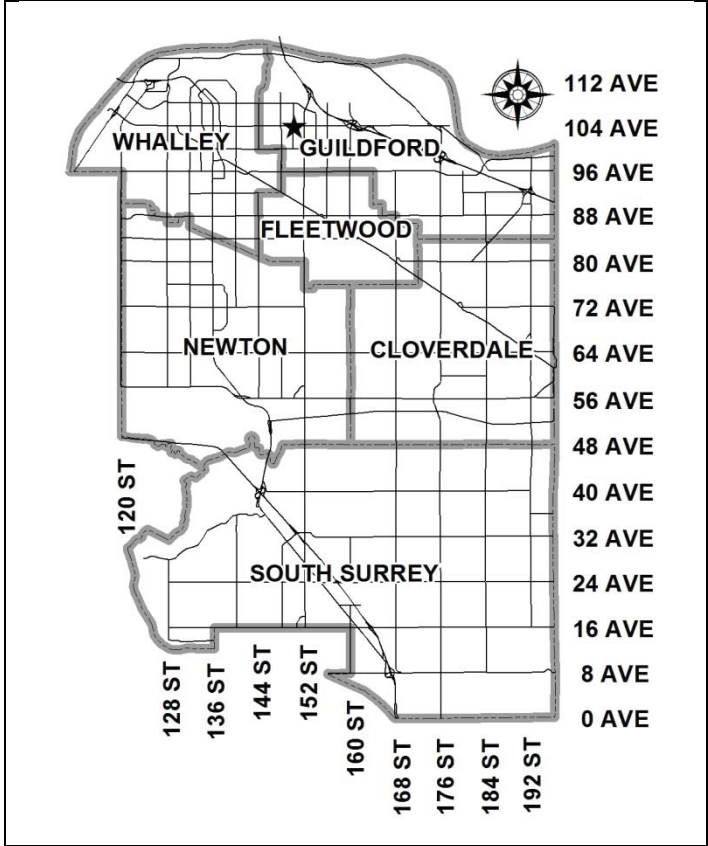 112 AVE
104 AVE
WHALLEY
GUILDFORD
96 AVE
88 AVE
FLEETWOOD
80 AVE
72 AVE
NEWTON
CLOVERDALE
64 AVE
56 AVE
48 AVE
120 ST
40 AVE
32 AVE
SOUTH SURREY
24 AVE
16 AVE
8 AVE
0 AVE
128 ST
136 ST
144 ST
152 ST
160 ST
168 ST
176 ST
184 ST
192 ST